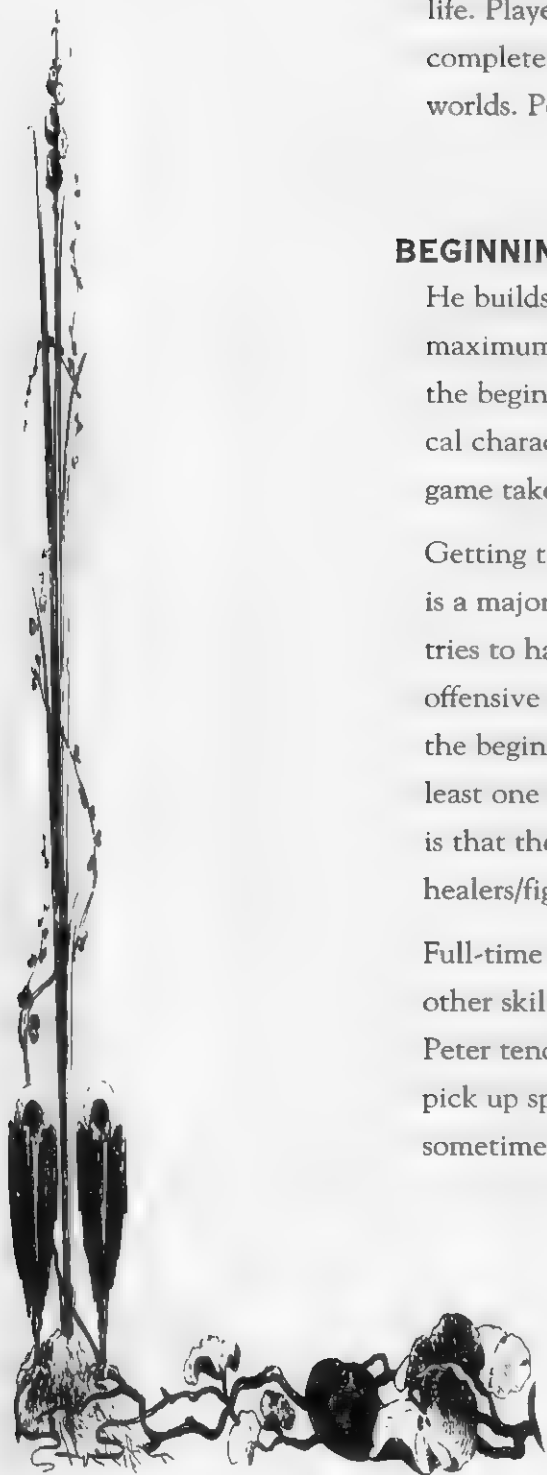 life. Playe
complete
worlds. P
BEGINNIN
He builds
maximum
the begin
cal charac
game take
Getting t
is a major
tries to ha
offensive
the begin
least one
is that the
healers/fig
Full-time
other skil
Peter tend
pick up sp
sometime